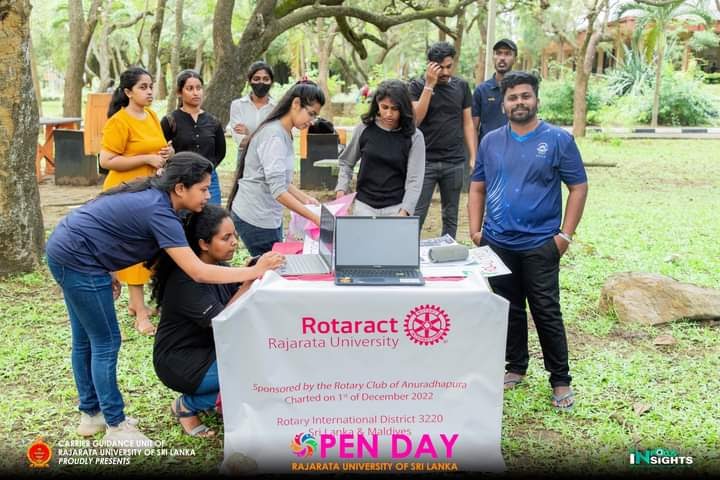 Rotaract
Rajarata University
Sponsored by the Rotary Club of Anuradhapura
Charted on 1st of December 2022
Rotary International District 3220
Sri Lanka & Maldives
OPEN DAY
RAJARATA UNIVERSITY OF SRI LANKA
CARRIER GUIDANCE UNIT OF
RAJARATA UNIVERSITY OF SRI LANKA
PROUDLY PRESENTS
INSIGHTS